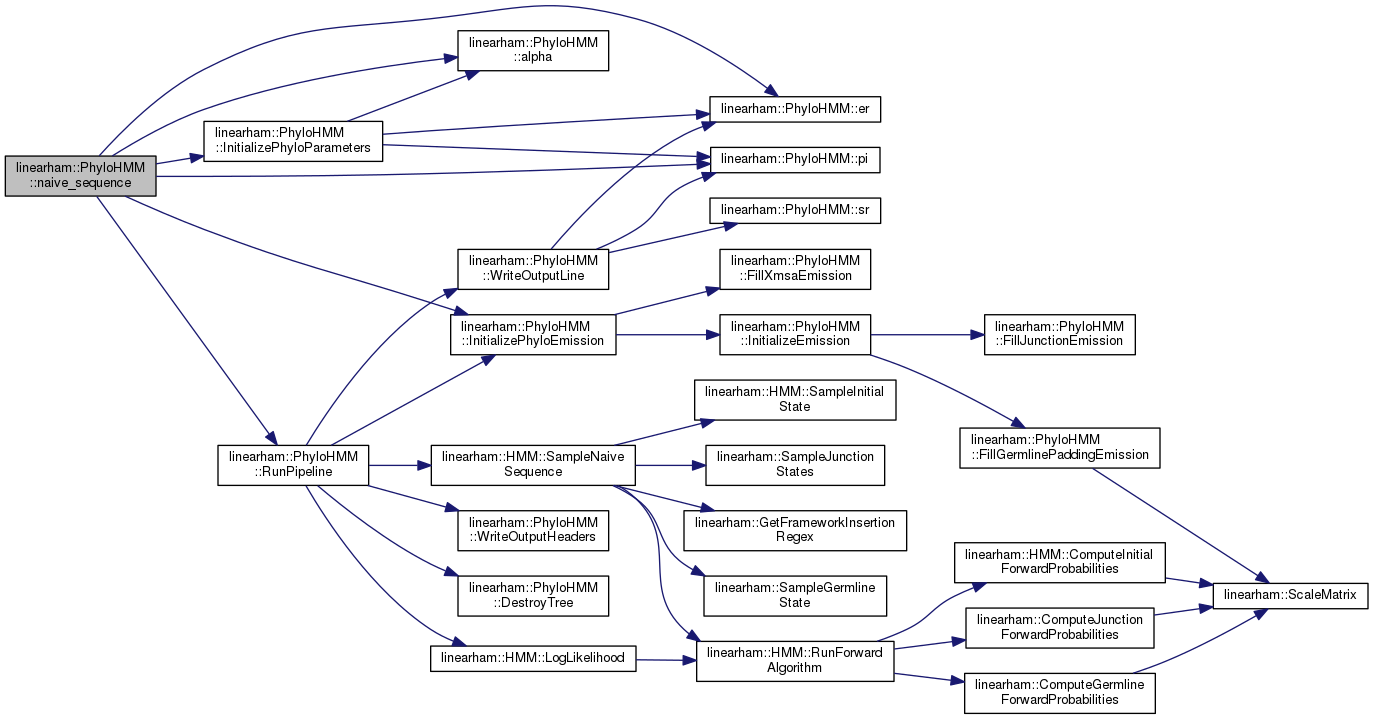 linearham::PhyloHMM
::naive_sequence
linearham::PhyloHMM
::alpha
linearham::PhyloHMM::er
linearham::PhyloHMM
::InitializePhyloParameters
linearham::PhyloHMM::pi
linearham::PhyloHMM::sr
linearham::PhyloHMM
::WriteOutputLine
linearham::PhyloHMM
::FillXmsaEmission
linearham::PhyloHMM
::InitializePhyloEmission
linearham::PhyloHMM
::InitializeEmission
linearham::PhyloHMM
::FillJunctionEmission
linearham::HMM::SampleInitial
State
linearham::PhyloHMM
::FillGermlinePaddingEmission
linearham::PhyloHMM
::RunPipeline
linearham::HMM::SampleNaive
Sequence
linearham::SampleJunction
States
linearham::PhyloHMM
::WriteOutputHeaders
linearham::GetFrameworkInsertion
Regex
linearham::HMM::ComputeInitial
ForwardProbabilities
linearham::PhyloHMM
::DestroyTree
linearham::SampleGermline
State
linearham::ScaleMatrix
linearham::ComputeJunction
ForwardProbabilities
linearham::HMM::LogLikelihood
linearham::HMM::RunForward
Algorithm
linearham::ComputeGermline
ForwardProbabilities